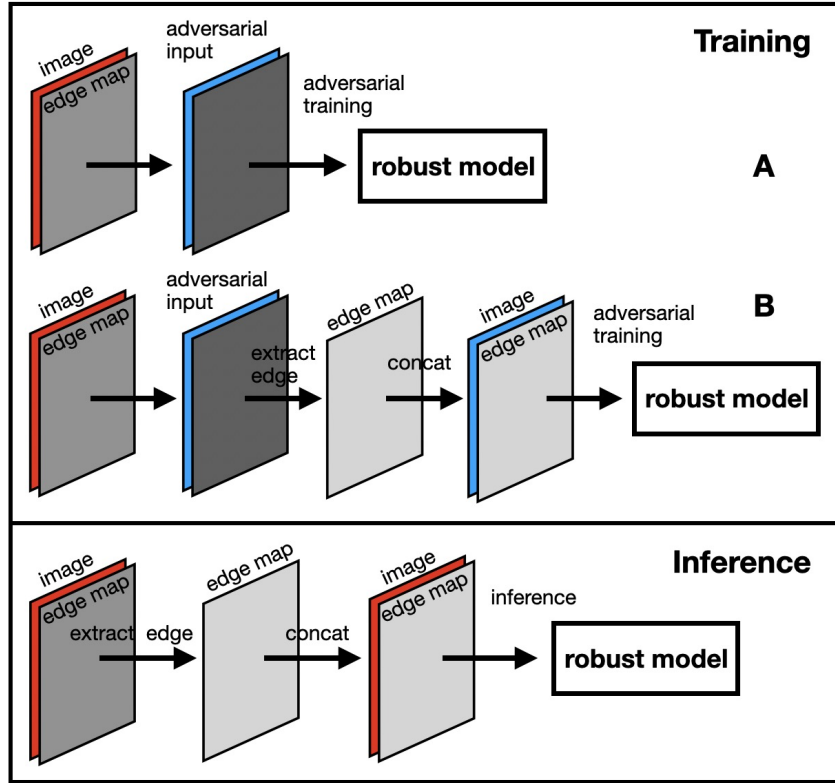 Training
image
edge map
adversarial
input
adversarial
training
robust model
A
B
image
edge map
adversarial
input
extract
edge
edge map
concat
image
edge map
adversarial
training
robust model
Inference
image
edge map
extract edge
edge map
concat
image
edge map
inference
robust model